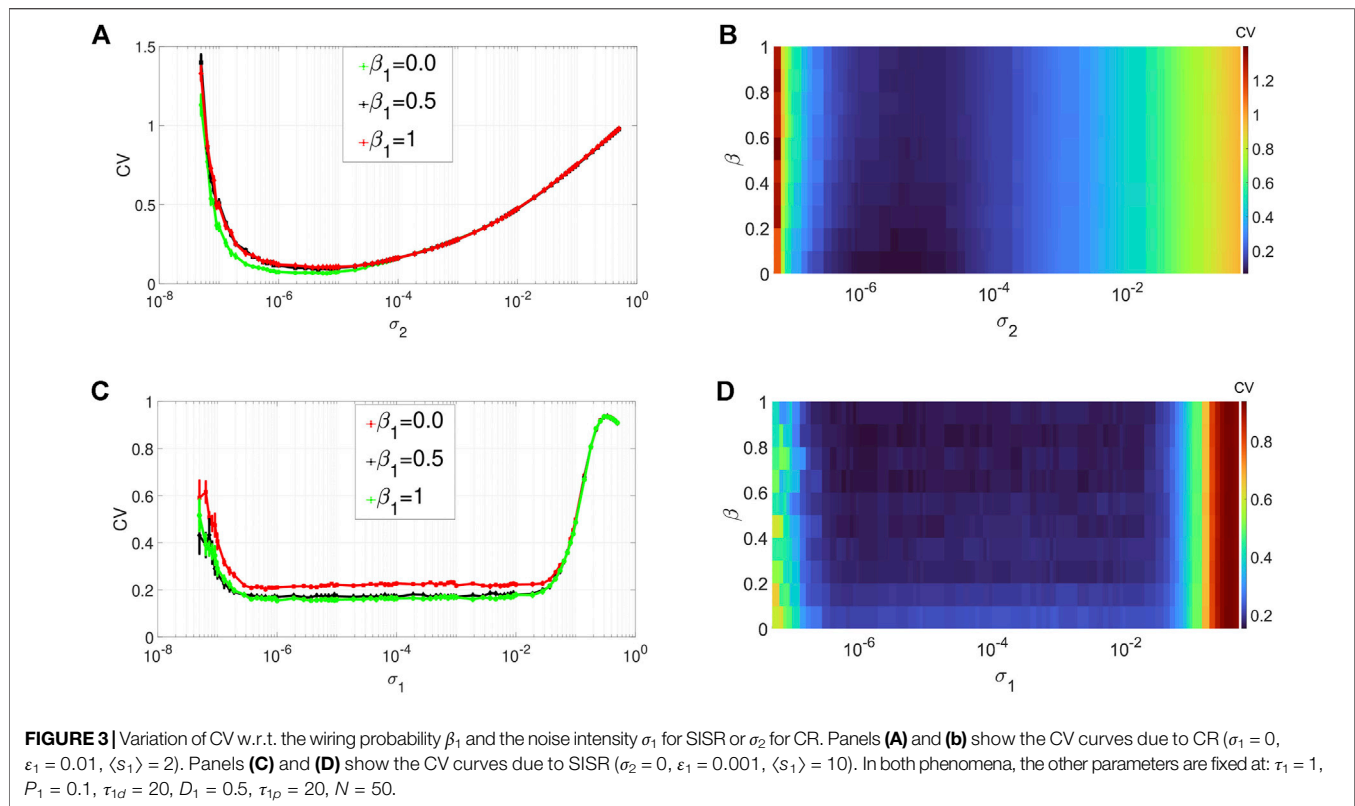 A
1.5
1
0.5
0
CV
+β₁=0.0
+β₁=0.5
+β₁=1
10⁻⁸ 10⁻⁶ 10⁻⁴ 10⁻² 10⁰
σ₂
B
CV
1
0.8
0.6
0.4
0.2
0
β
10⁻⁶ 10⁻⁴ 10⁻²
σ₂
1.2
1
0.8
0.6
0.4
0.2
C
1
0.8
0.6
0.4
0.2
0
CV
+β₁=0.0
+β₁=0.5
+β₁=1
10⁻⁸ 10⁻⁶ 10⁻⁴ 10⁻² 10⁰
σ₁
D
CV
1
0.8
0.6
0.4
0.2
0
β
10⁻⁶ 10⁻⁴ 10⁻²
σ₁
0.8
0.6
0.4
0.2
FIGURE 3 | Variation of CV w.r.t. the wiring probability β₁ and the noise intensity σ₁ for SISR or σ₂ for CR. Panels (A) and (b) show the CV curves due to CR (σ₁ = 0,
ε₁ = 0.01, ⟨s₁⟩ = 2). Panels (C) and (D) show the CV curves due to SISR (σ₂ = 0, ε₁ = 0.001, ⟨s₁⟩ = 10). In both phenomena, the other parameters are fixed at: τ₁ = 1,
P₁ = 0.1, τ₁d = 20, D₁ = 0.5, τ₁p = 20, N = 50.